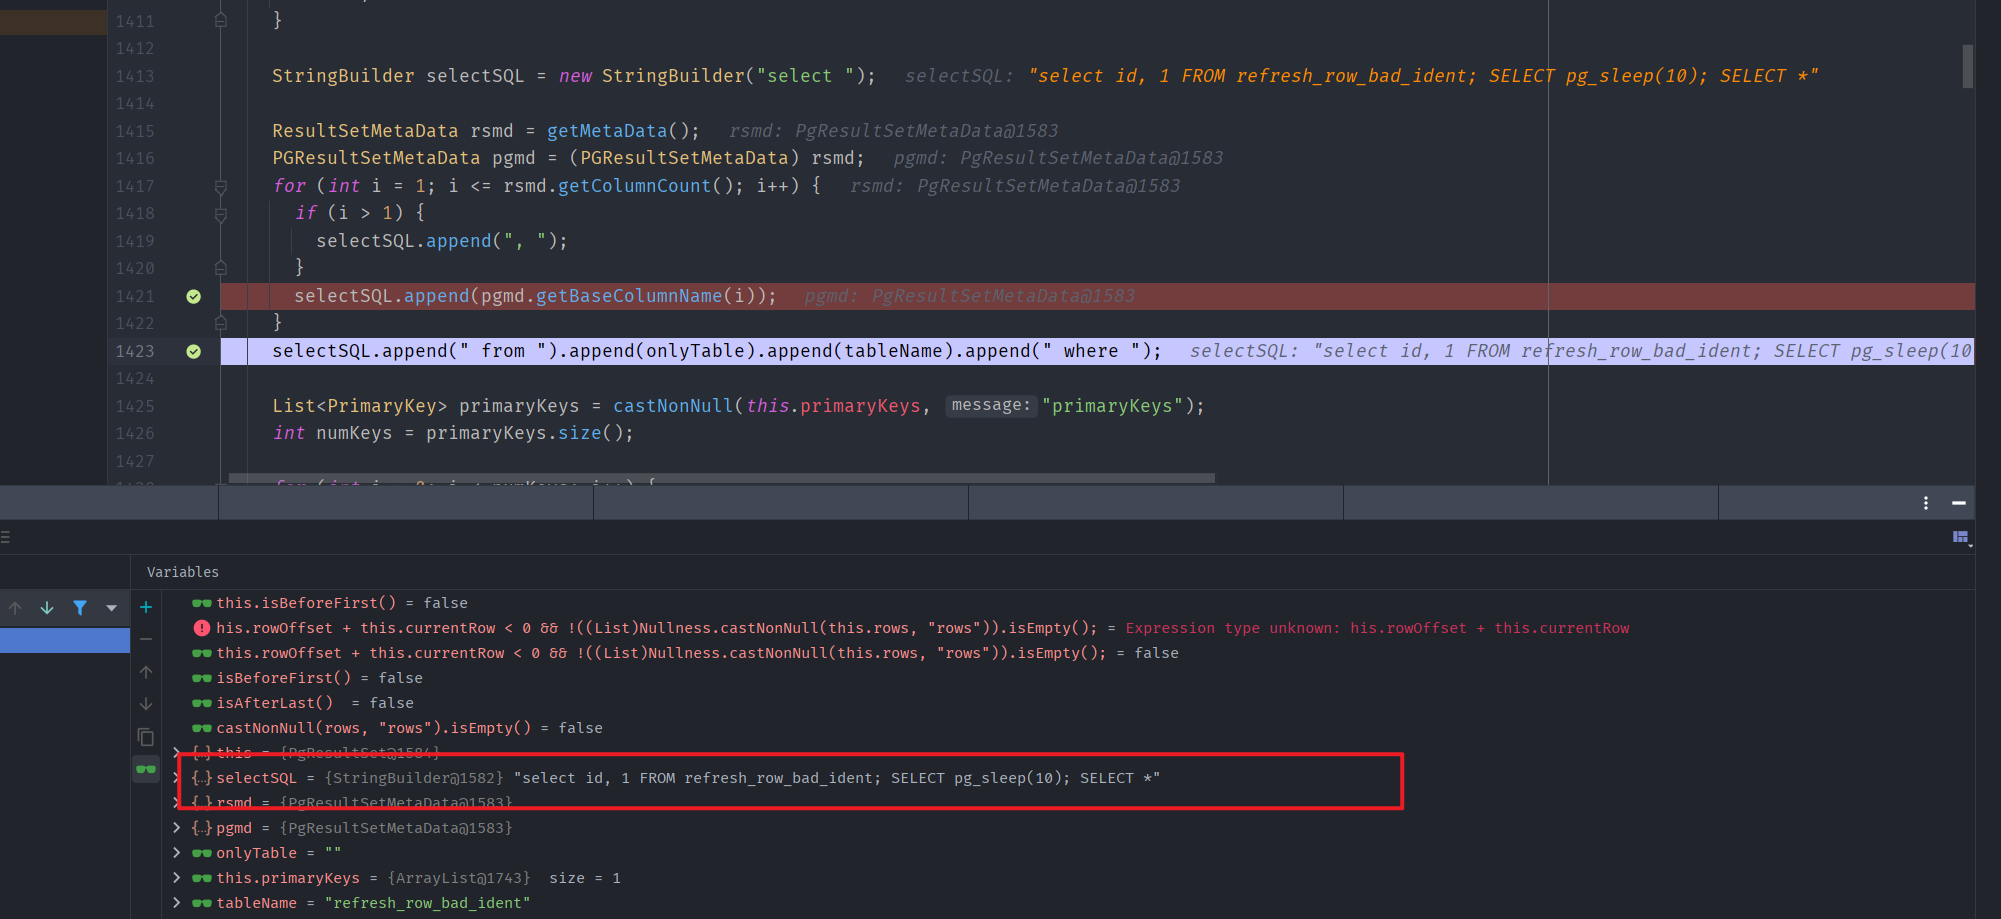 1411 }
1412
1413 StringBuilder selectSQL = new StringBuilder("select "); selectSQL: "select id, 1 FROM refresh_row_bad_ident; SELECT pg_sleep(10); SELECT *"
1414
1415 ResultSetMetaData rsmd = getMetaData(); rsmd: PgResultSetMetaData@1583
1416 PGResultSetMetaData pgmd = (PGResultSetMetaData) rsmd; pgmd: PgResultSetMetaData@1583
1417 for (int i = 1; i <= rsmd.getColumnCount(); i++) { rsmd: PgResultSetMetaData@1583
1418 if (i > 1) {
1419 selectSQL.append(", ");
1420 }
1421 selectSQL.append(pgmd.getBaseColumnName(i)); pgmd: PgResultSetMetaData@1583
1422 }
1423 selectSQL.append(" from ").append(onlyTable).append(tableName).append(" where "); selectSQL: "select id, 1 FROM refresh_row_bad_ident; SELECT pg_sleep(10
1424
1425 List<PrimaryKey> primaryKeys = castNonNull(this.primaryKeys, message: "primaryKeys");
1426 int numKeys = primaryKeys.size();
1427
Variables
this.isBeforeFirst() = false
his.rowOffset + this.currentRow < 0 && !((List)Nullness.castNonNull(this.rows, "rows")).isEmpty(); = Expression type unknown: his.rowOffset + this.currentRow
this.rowOffset + this.currentRow < 0 && !((List)Nullness.castNonNull(this.rows, "rows")).isEmpty(); = false
isBeforeFirst() = false
isAfterLast() = false
castNonNull(rows, "rows").isEmpty() = false
{...} this = {PgResultSet@1584}
{...} selectSQL = {StringBuilder@1582} "select id, 1 FROM refresh_row_bad_ident; SELECT pg_sleep(10); SELECT *"
{...} rsmd = {PgResultSetMetaData@1583}
{...} pgmd = {PgResultSetMetaData@1583}
onlyTable = ""
this.primaryKeys = {ArrayList@1743} size = 1
tableName = "refresh_row_bad_ident"